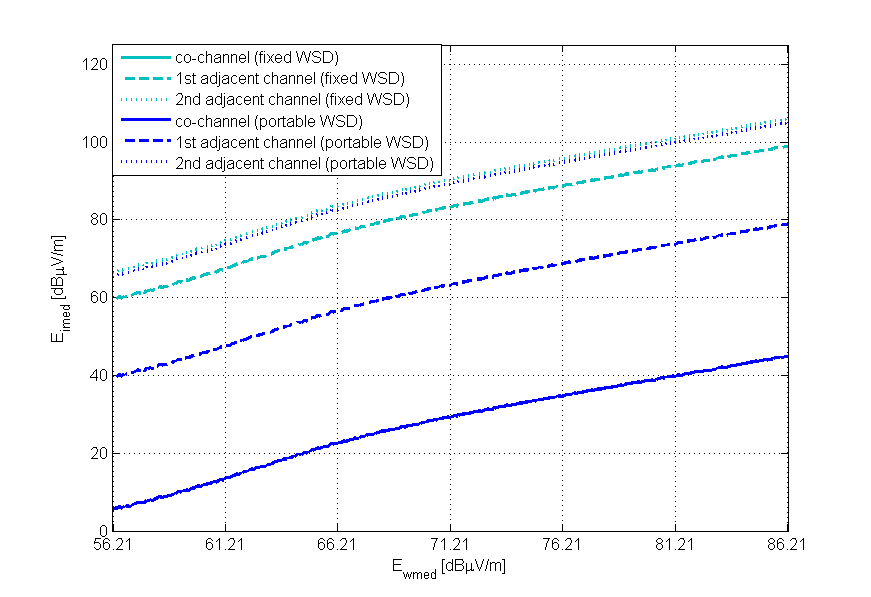 co-channel (fixed WSD)
1st adjacent channel (fixed WSD)
2nd adjacent channel (fixed WSD)
co-channel (portable WSD)
1st adjacent channel (portable WSD)
2nd adjacent channel (portable WSD)
120
100
80
60
40
20
0
E_imed [dBμV/m]
56.21 61.21 66.21 71.21 76.21 81.21 86.21
E_wmed [dBμV/m]